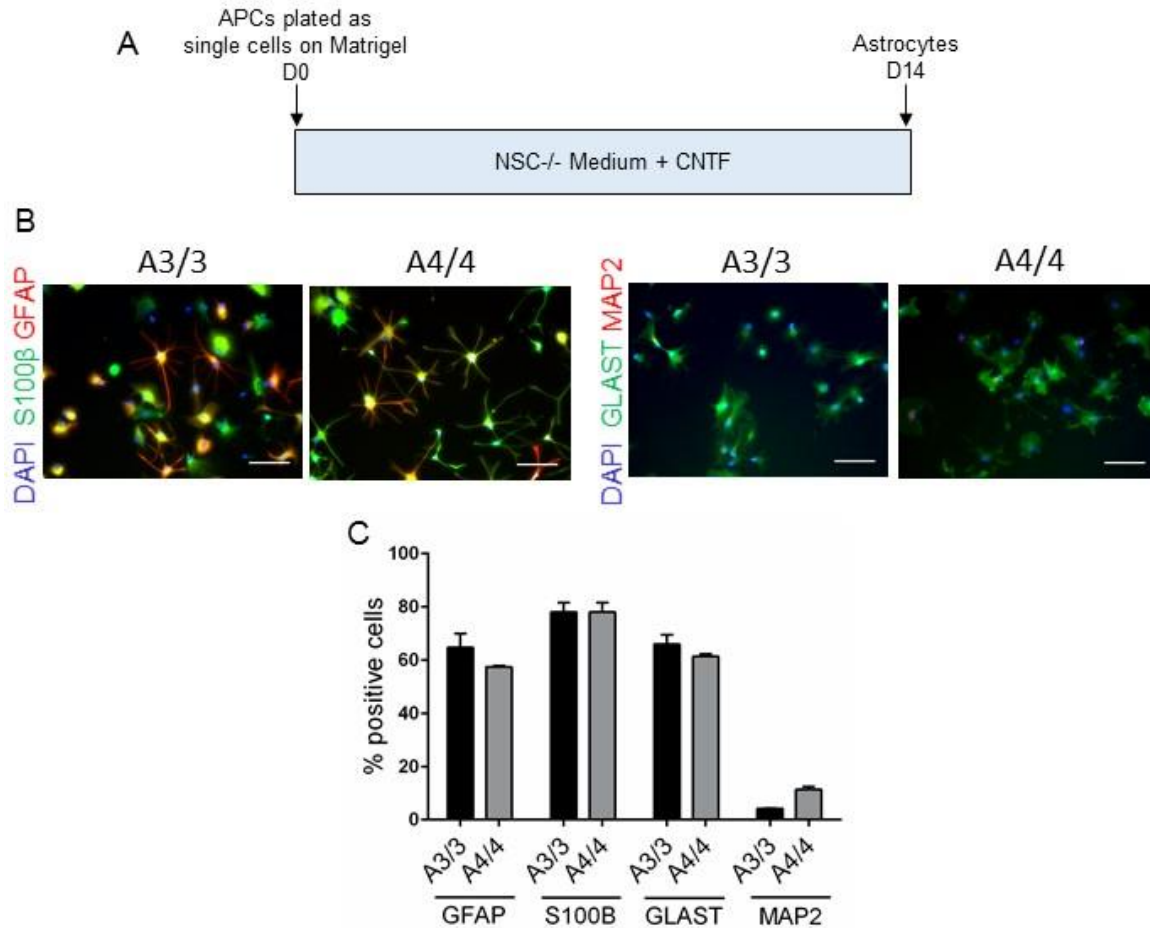 A
APCs plated as
single cells on Matrigel
D0
Astrocytes
D14
NSC-/- Medium + CNTF
B
A3/3
A4/4
A3/3
A4/4
DAPI S100β GFAP
DAPI GLAST MAP2
C
% positive cells
100
80
60
40
20
0
A3/3
A4/4
A3/3
A4/4
A3/3
A4/4
A3/3
A4/4
GFAP
S100B
GLAST
MAP2